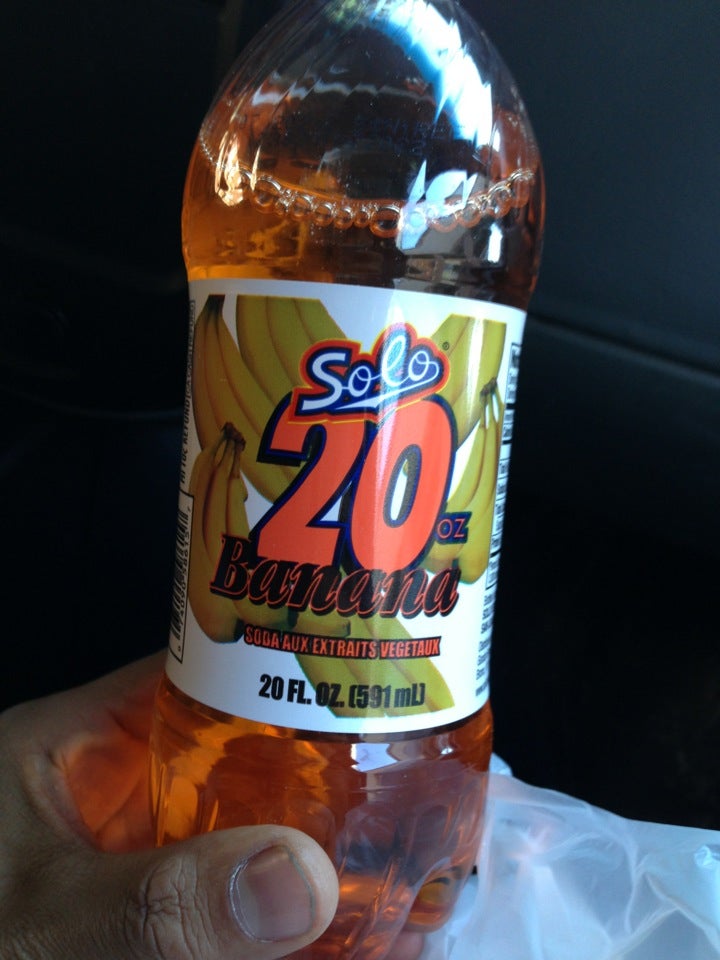 Solo®
20 OZ
Banana
SODA AUX EXTRAITS VEGETAUX
20 FL. OZ. (591 mL)